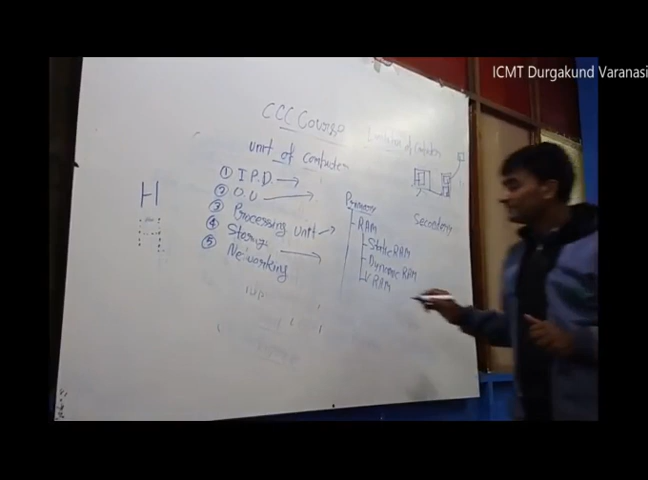 ICMT Durgakund Varanasi
CCC Course
unit of computer
① I.P.D →
② O.U →
③ Processing unit →
④ Storage
⑤ Networking →
H
Primary
RAM
Static RAM
Dynamic RAM
V RAM
Secondary